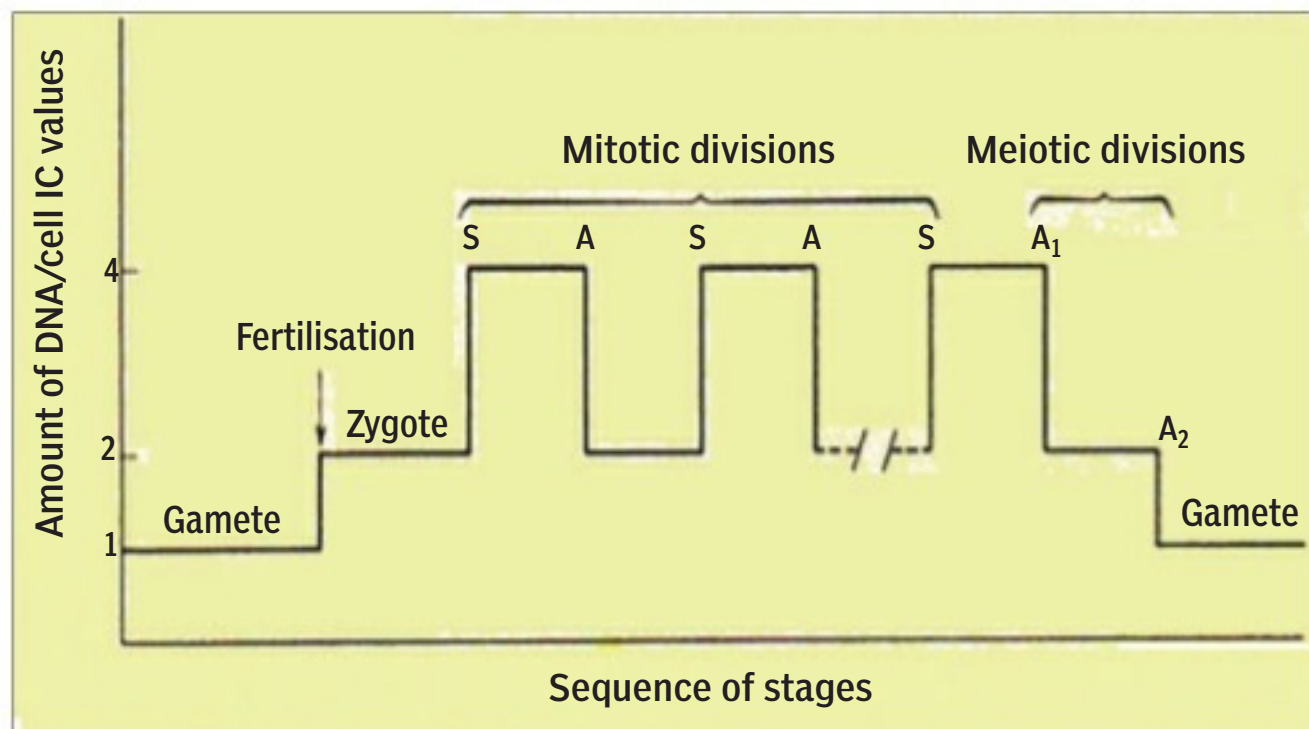 Amount of DNA/cell IC values
Mitotic divisions
Meiotic divisions
S A S A S A₁
4
Fertilisation
Zygote
2
A₂
Gamete
Gamete
1
Sequence of stages